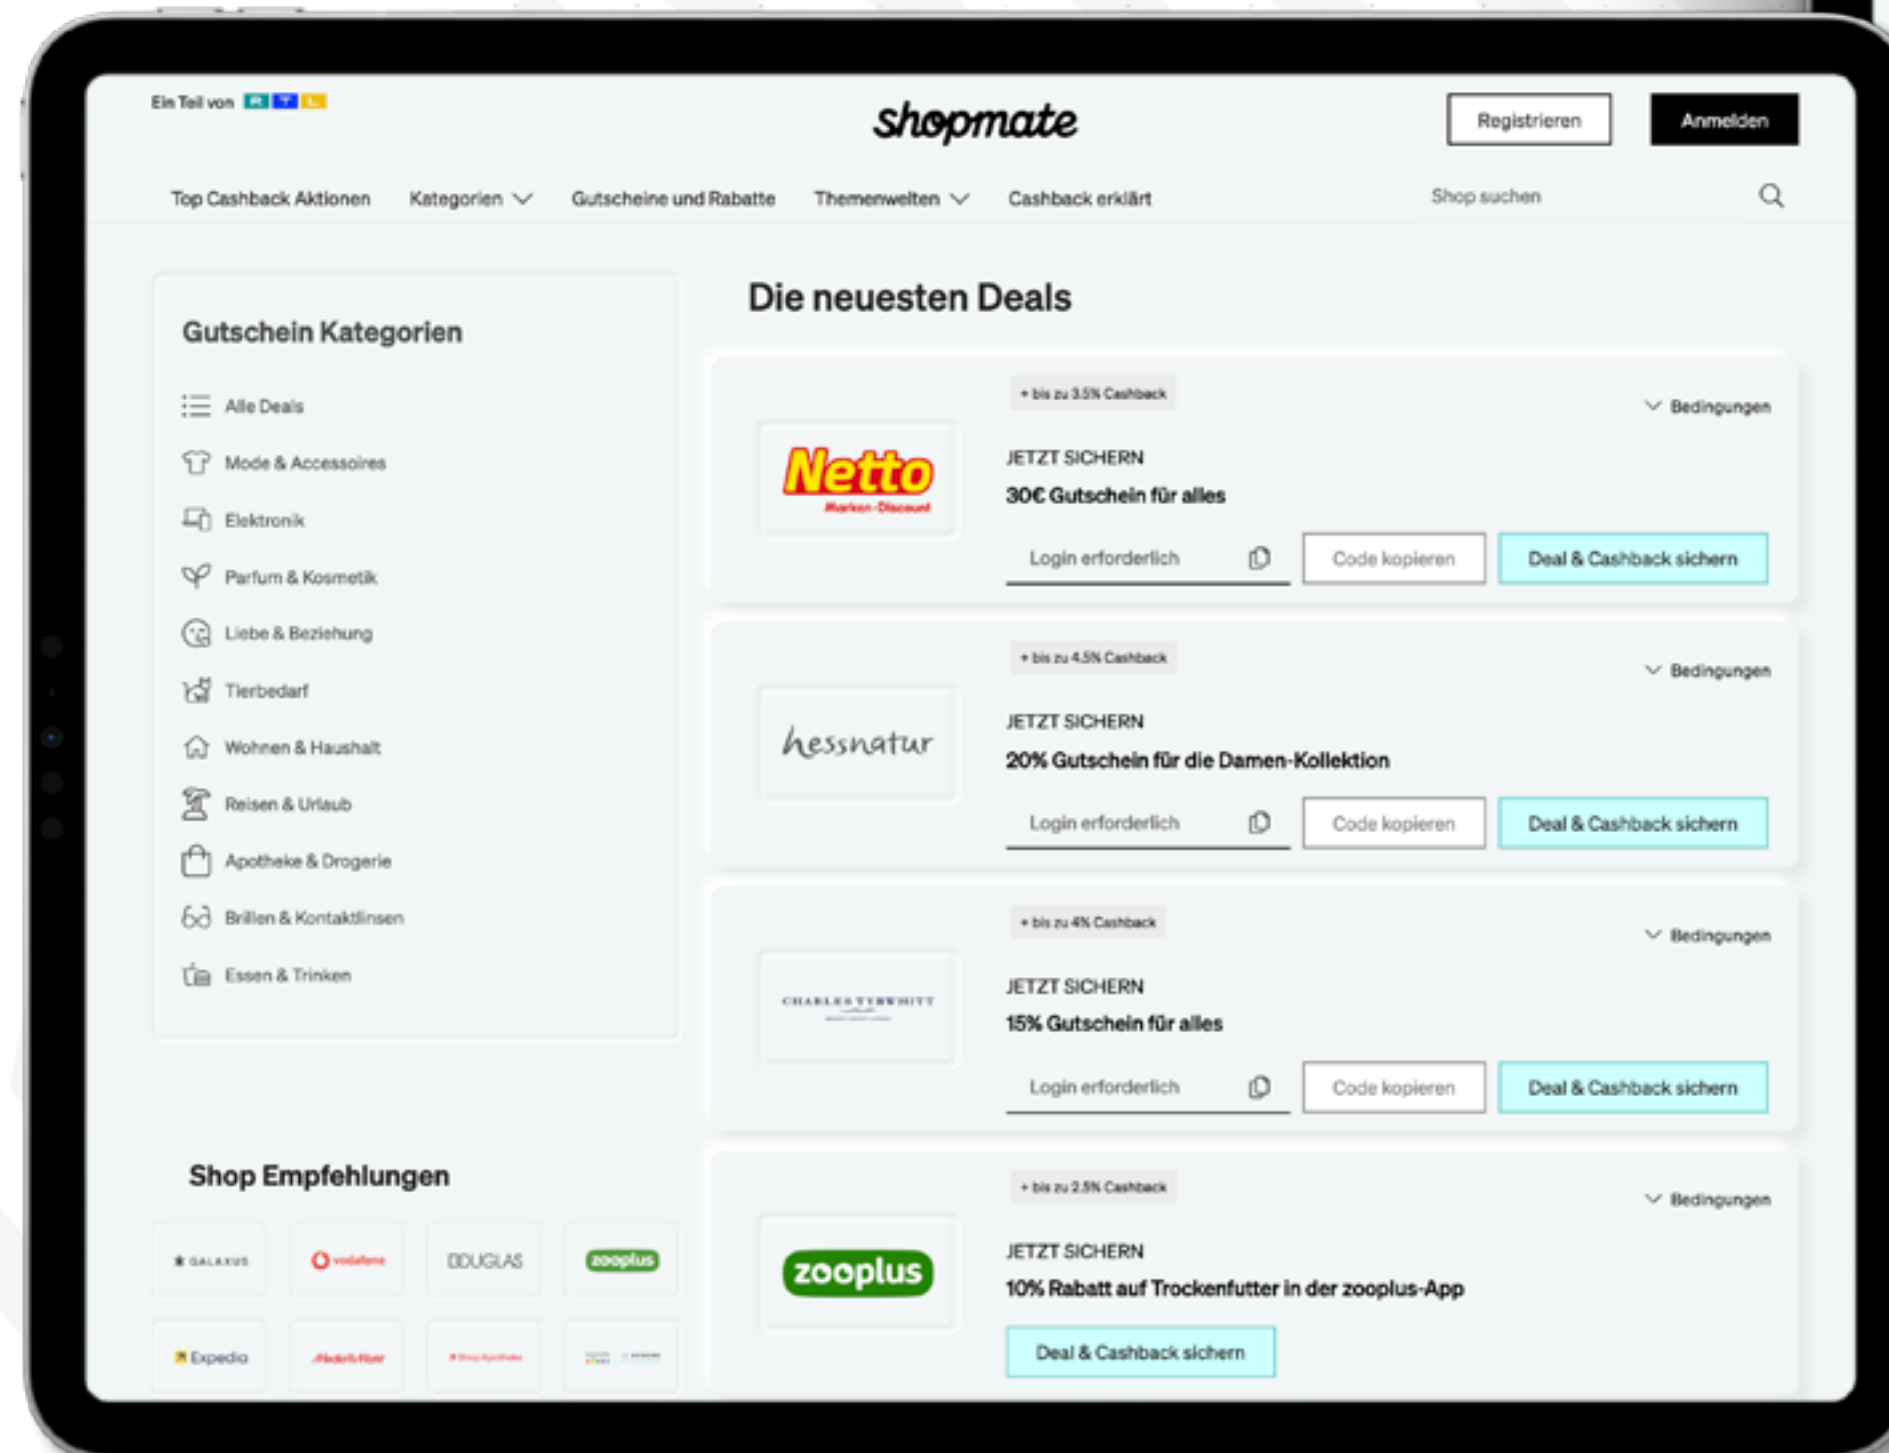 Ein Teil von RTL
shopmate
Registrieren
Anmelden
Top Cashback Aktionen
Kategorien
Gutscheine und Rabatte
Themenwelten
Cashback erklärt
Shop suchen
Gutschein Kategorien
Alle Deals
Mode & Accessoires
Elektronik
Parfum & Kosmetik
Liebe & Beziehung
Tierbedarf
Wohnen & Haushalt
Reisen & Urlaub
Apotheke & Drogerie
Brillen & Kontaktlinsen
Essen & Trinken
Shop Empfehlungen
GALAXUS
vodafone
DOUGLAS
zooplus
Expedia
MediaMarkt
Shop Apotheke
Die neuesten Deals
+ bis zu 3.5% Cashback
Bedingungen
Netto
Marken-Discount
JETZT SICHERN
30€ Gutschein für alles
Login erforderlich
Code kopieren
Deal & Cashback sichern
+ bis zu 4.5% Cashback
Bedingungen
hessnatur
JETZT SICHERN
20% Gutschein für die Damen-Kollektion
Login erforderlich
Code kopieren
Deal & Cashback sichern
+ bis zu 4% Cashback
Bedingungen
CHARLES TYRWHITT
JETZT SICHERN
15% Gutschein für alles
Login erforderlich
Code kopieren
Deal & Cashback sichern
+ bis zu 2.5% Cashback
Bedingungen
zooplus
JETZT SICHERN
10% Rabatt auf Trockenfutter in der zooplus-App
Deal & Cashback sichern